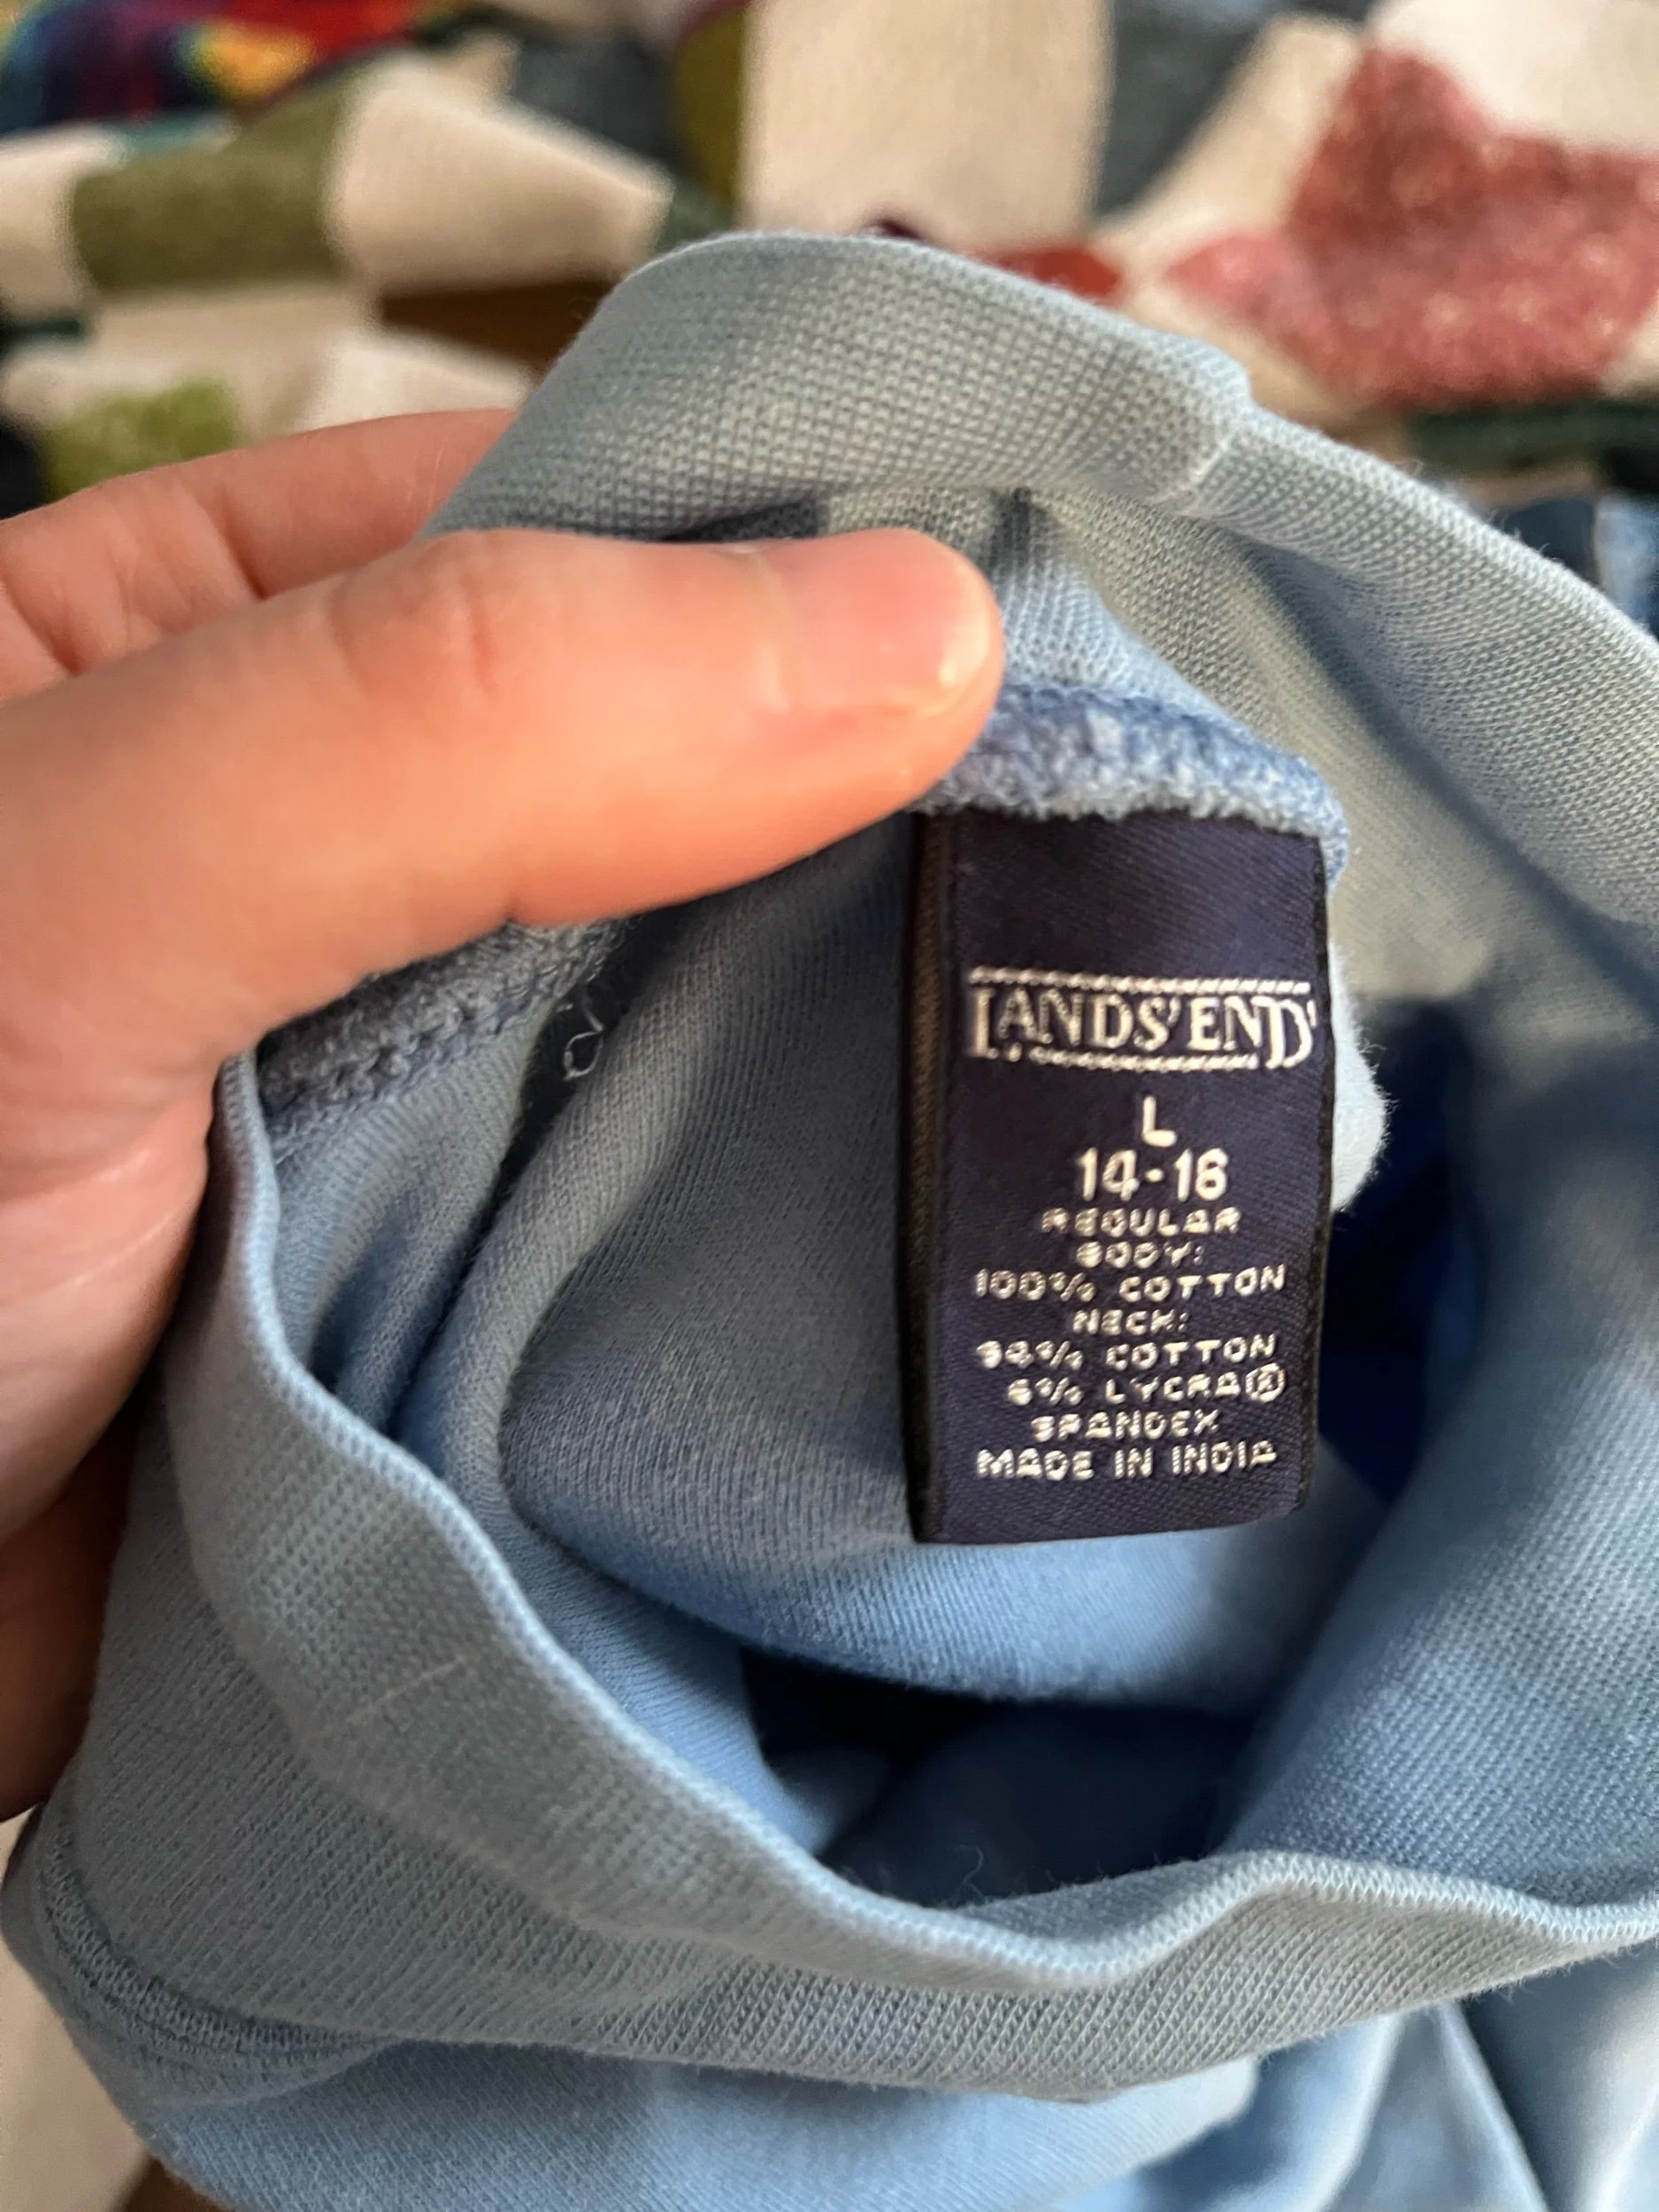 LANDS' END
L
14-16
REGULAR
BODY:
100% COTTON
NECK:
94% COTTON
6% LYCRA®
SPANDEX
MADE IN INDIA